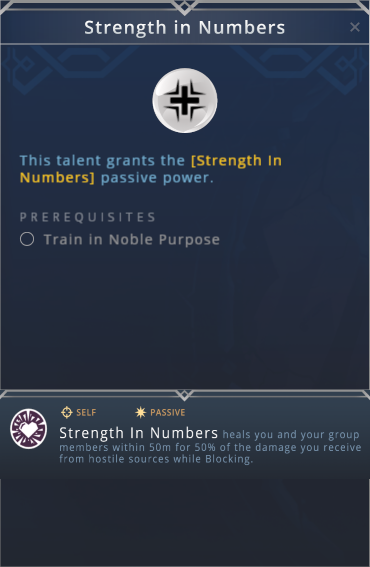 Strength in Numbers
This talent grants the [Strength In
Numbers] passive power.
PREREQUISITES
Train in Noble Purpose
SELF PASSIVE
Strength In Numbers heals you and your group
members within 50m for 50% of the damage you receive
from hostile sources while Blocking.